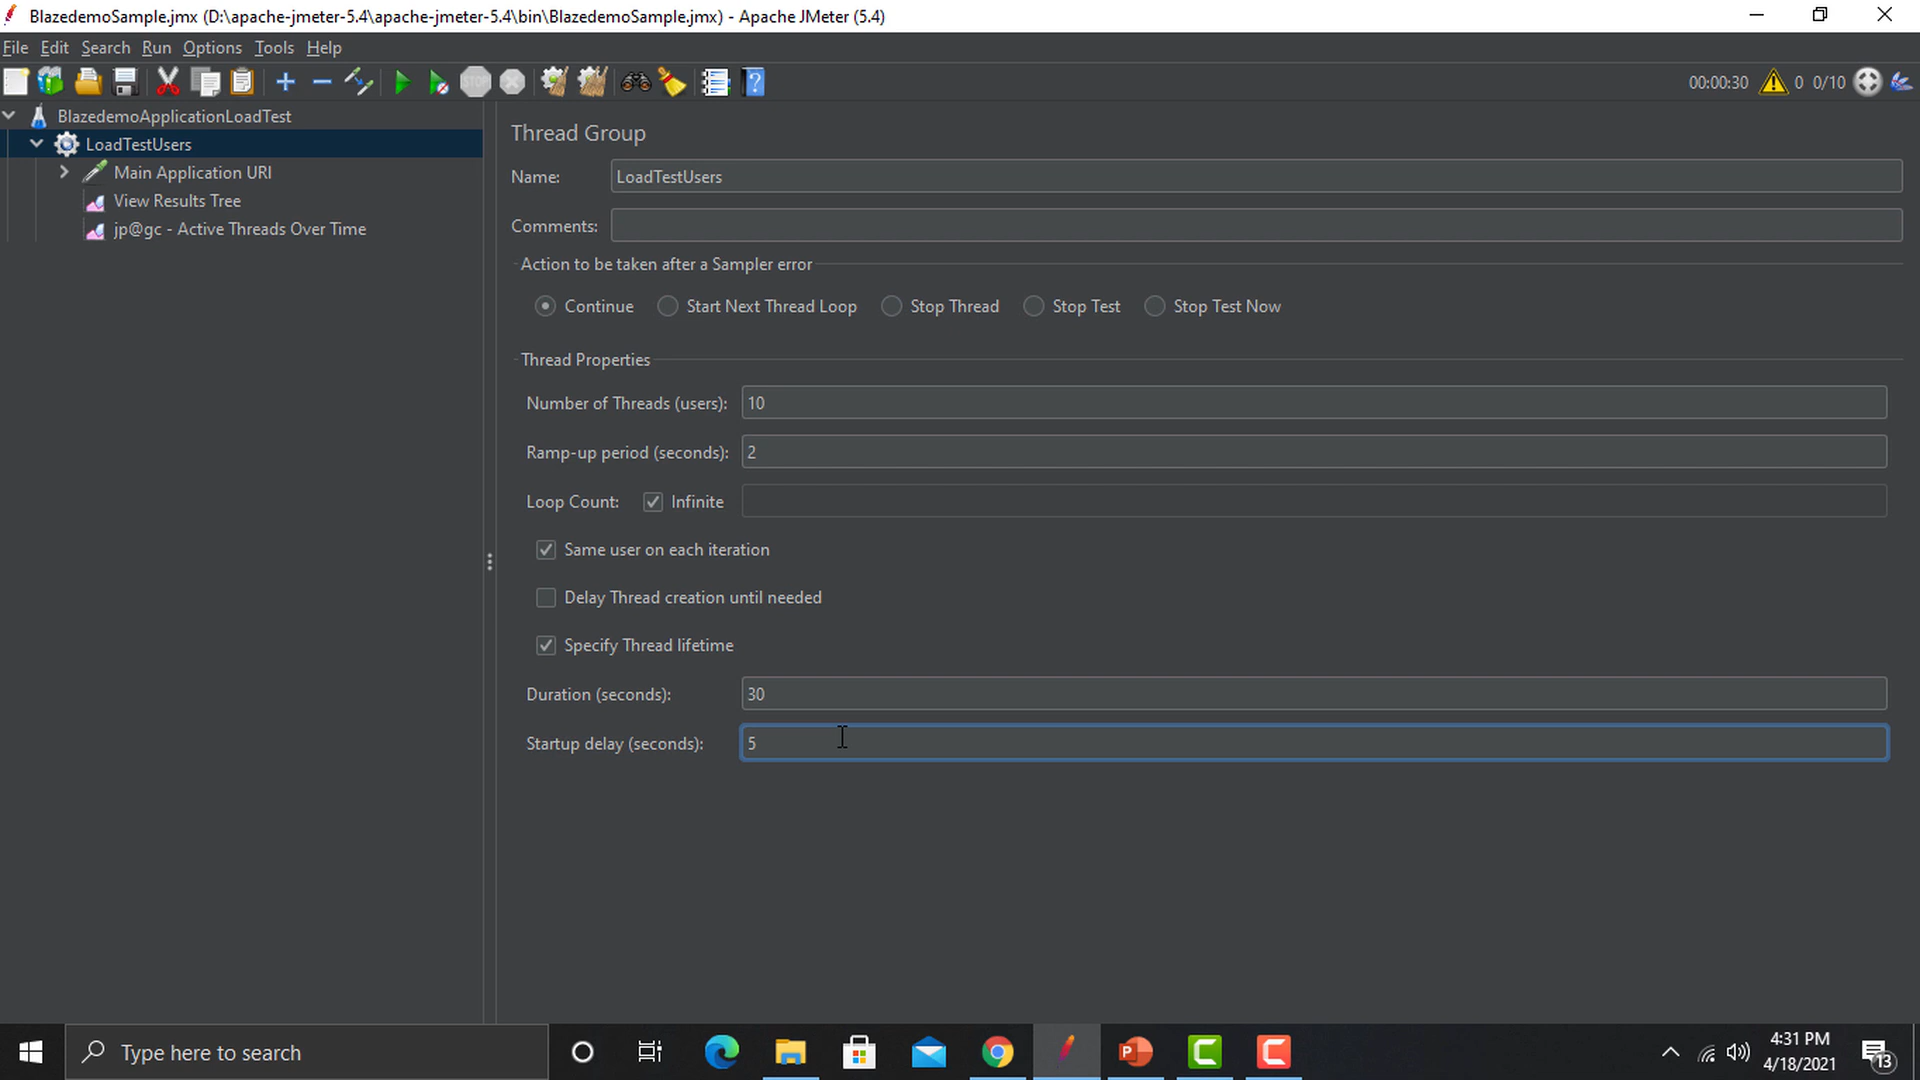 BlazedemoSample.jmx (D:\apache-jmeter-5.4\apache-jmeter-5.4\bin\BlazedemoSample.jmx) - Apache JMeter (5.4)
File Edit Search Run Options Tools Help
STOP ? 00:00:30 0 0/10
BlazedemoApplicationLoadTest
LoadTestUsers
Main Application URI
View Results Tree
jp@gc - Active Threads Over Time
Thread Group
Name: LoadTestUsers
Comments:
Action to be taken after a Sampler error
Continue Start Next Thread Loop Stop Thread Stop Test Stop Test Now
Thread Properties
Number of Threads (users): 10
Ramp-up period (seconds): 2
Loop Count: Infinite
Same user on each iteration
Delay Thread creation until needed
Specify Thread lifetime
Duration (seconds): 30
Startup delay (seconds): 5
Type here to search
4:31 PM
4/18/2021
13